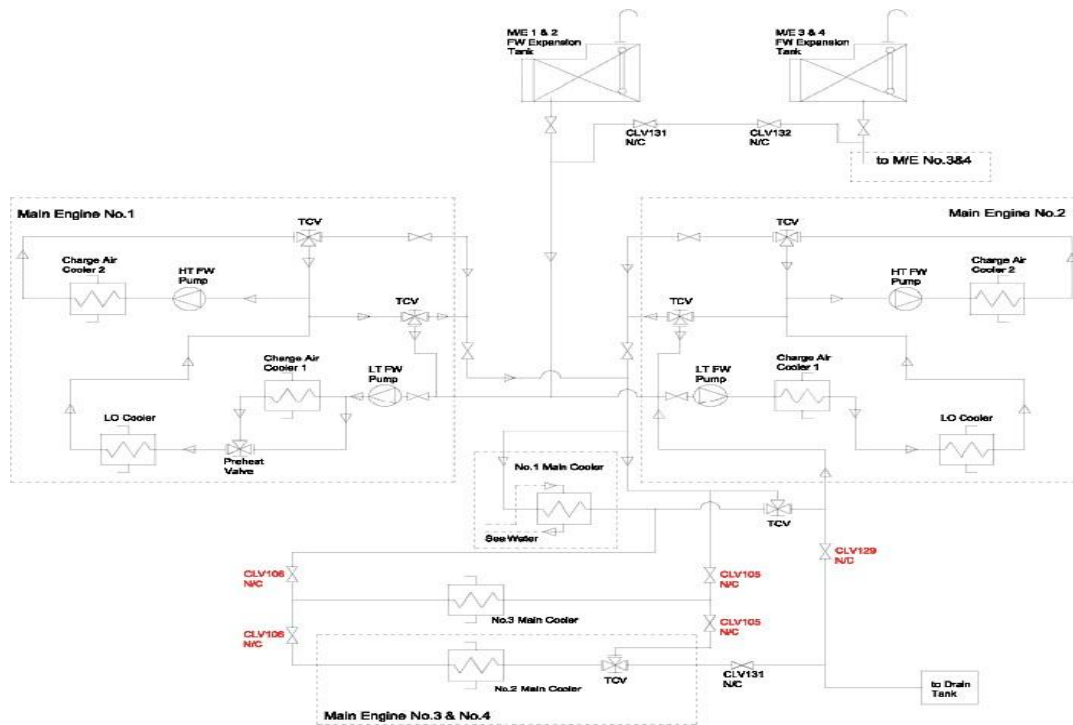 M/E 1 & 2
FW Expansion
Tank
M/E 3 & 4
FW Expansion
Tank
CLV131
N/C
CLV132
N/C
to M/E No.3&4
Main Engine No.1
TCV
Main Engine No.2
TCV
Charge Air
Cooler 2
HT FW
Pump
HT FW
Pump
Charge Air
Cooler 2
TCV
TCV
Charge Air
Cooler 1
LT FW
Pump
LT FW
Pump
Charge Air
Cooler 1
LO Cooler
LO Cooler
Preheat
Valve
No.1 Main Cooler
Sea Water
TCV
CLV129
N/C
CLV106
N/C
CLV105
N/C
No.3 Main Cooler
CLV106
N/C
CLV105
N/C
No.2 Main Cooler
TCV
CLV131
N/C
to Drain
Tank
Main Engine No.3 & No.4